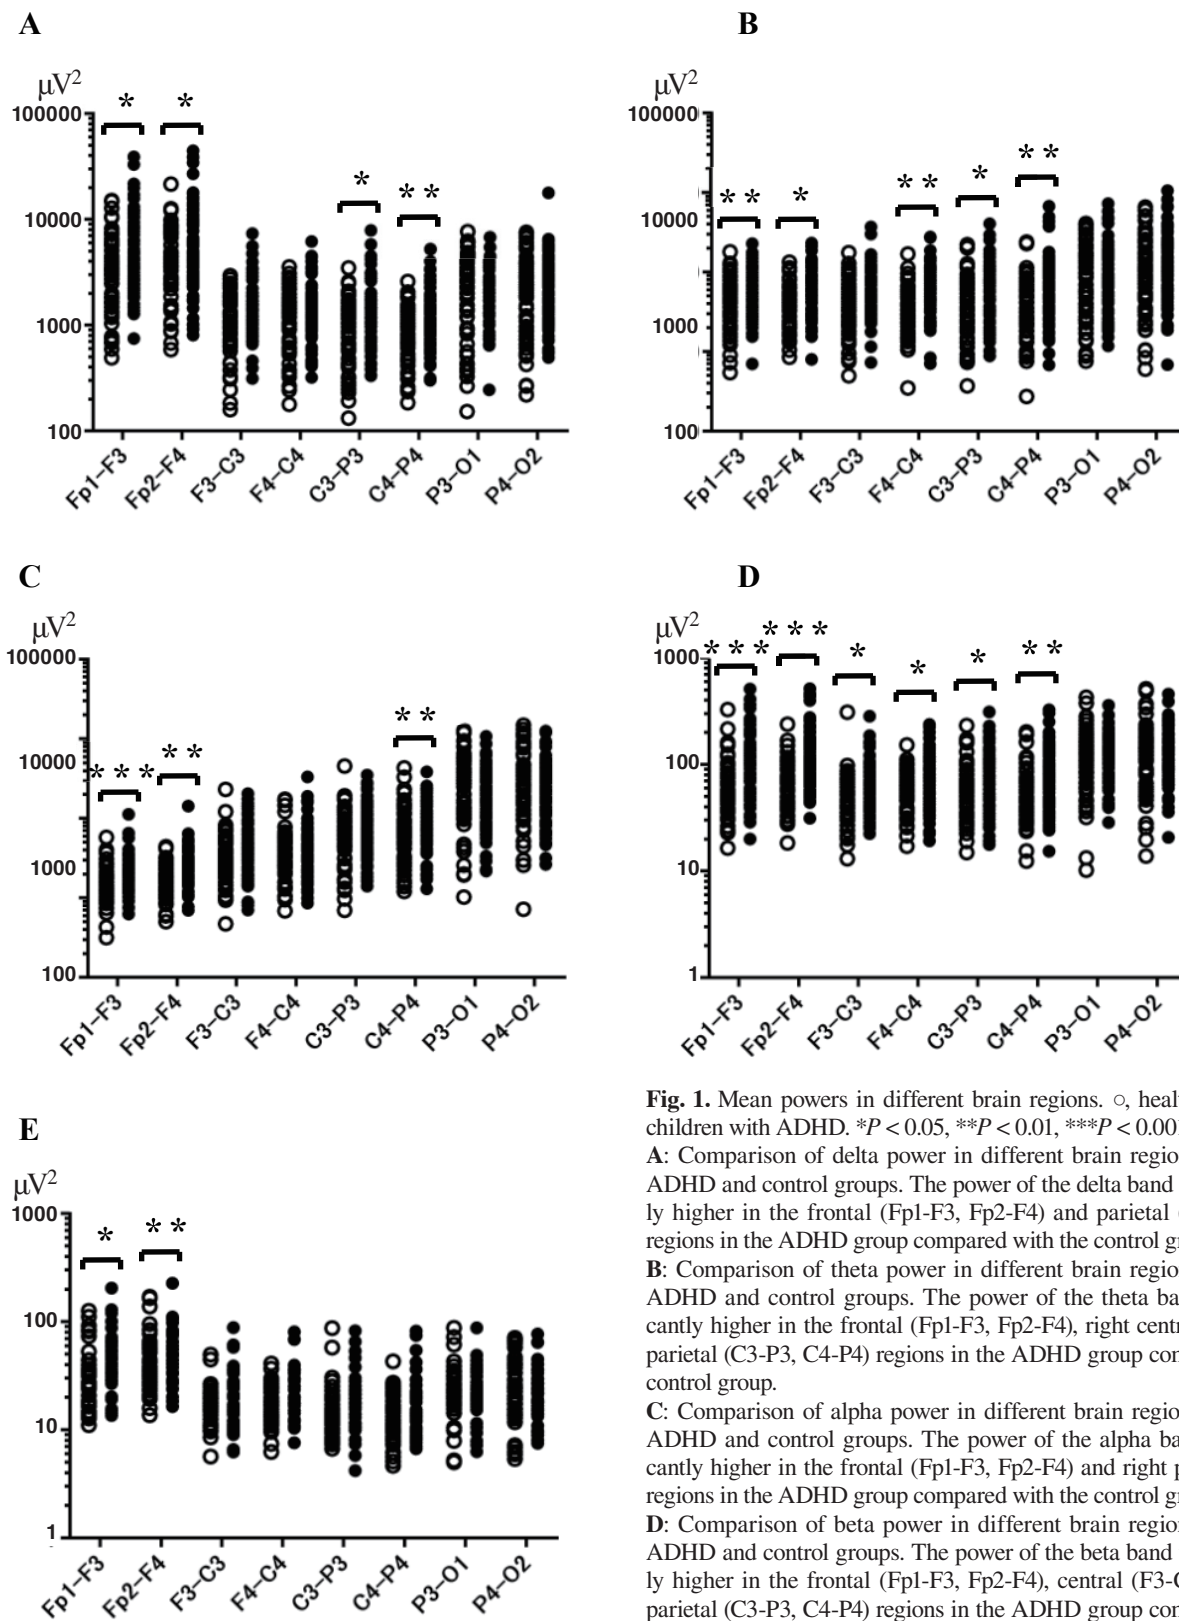 A
μV²
100000
10000
1000
100
* * * * *
Fp1–F3 Fp2–F4 F3–C3 F4–C4 C3–P3 C4–P4 P3–O1 P4–O2
B
μV²
100000
10000
1000
100
* * * * * * * *
Fp1–F3 Fp2–F4 F3–C3 F4–C4 C3–P3 C4–P4 P3–O1 P4–O2
C
μV²
100000
10000
1000
100
* * * * * * *
Fp1–F3 Fp2–F4 F3–C3 F4–C4 C3–P3 C4–P4 P3–O1 P4–O2
D
μV²
1000
100
10
1
* * * * * * * * * * *
Fp1–F3 Fp2–F4 F3–C3 F4–C4 C3–P3 C4–P4 P3–O1 P4–O2
E
μV²
1000
100
10
1
* * *
Fp1–F3 Fp2–F4 F3–C3 F4–C4 C3–P3 C4–P4 P3–O1 P4–O2
Fig. 1. Mean powers in different brain regions. ○, heal
children with ADHD. *P < 0.05, **P < 0.01, ***P < 0.00
A: Comparison of delta power in different brain regio
ADHD and control groups. The power of the delta band
ly higher in the frontal (Fp1-F3, Fp2-F4) and parietal (
regions in the ADHD group compared with the control g
B: Comparison of theta power in different brain regio
ADHD and control groups. The power of the theta ba
cantly higher in the frontal (Fp1-F3, Fp2-F4), right centr
parietal (C3-P3, C4-P4) regions in the ADHD group con
control group.
C: Comparison of alpha power in different brain regio
ADHD and control groups. The power of the alpha ba
cantly higher in the frontal (Fp1-F3, Fp2-F4) and right p
regions in the ADHD group compared with the control g
D: Comparison of beta power in different brain region
ADHD and control groups. The power of the beta band
ly higher in the frontal (Fp1-F3, Fp2-F4), central (F3-C
parietal (C3-P3, C4-P4) regions in the ADHD group con